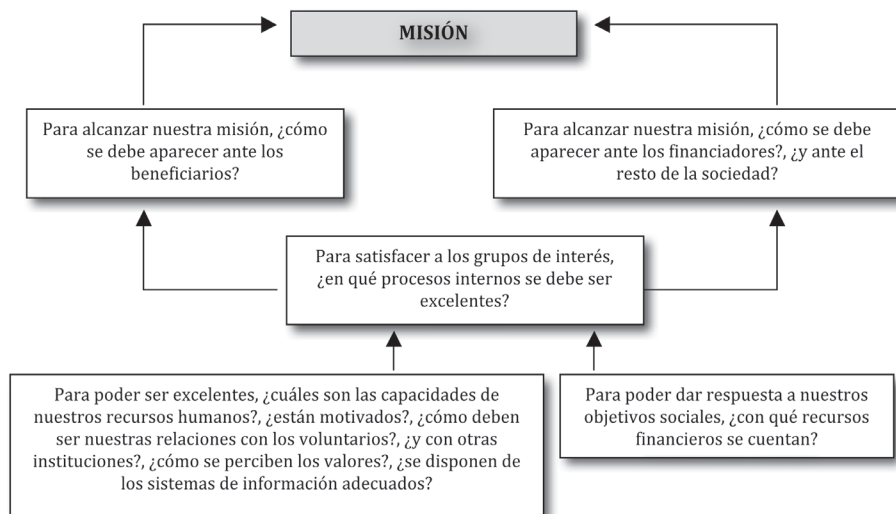 MISIÓN
Para alcanzar nuestra misión, ¿cómo
se debe aparecer ante los
beneficiarios?
Para alcanzar nuestra misión, ¿cómo se debe
aparecer ante los financiadores?, ¿y ante el
resto de la sociedad?
Para satisfacer a los grupos de interés,
¿en qué procesos internos se debe ser
excelentes?
Para poder ser excelentes, ¿cuáles son las capacidades de
nuestros recursos humanos?, ¿están motivados?, ¿cómo deben
ser nuestras relaciones con los voluntarios?, ¿y con otras
instituciones?, ¿cómo se perciben los valores?, ¿se disponen de
los sistemas de información adecuados?
Para poder dar respuesta a nuestros
objetivos sociales, ¿con qué recursos
financieros se cuentan?